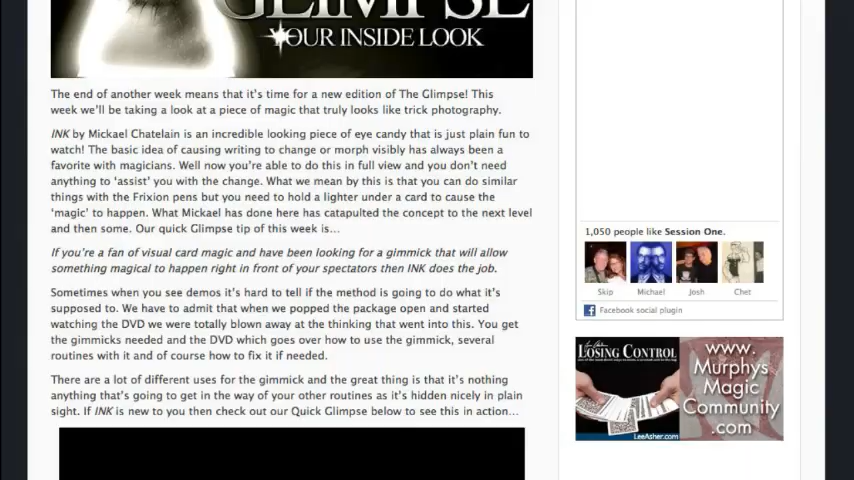 GLIMPSE
YOUR INSIDE LOOK
The end of another week means that it's time for a new edition of The Glimpse! This
week we'll be taking a look at a piece of magic that truly looks like trick photography.
INK by Mickael Chatelain is an incredible looking piece of eye candy that is just plain fun to
watch! The basic idea of causing writing to change or morph visibly has always been a
favorite with magicians. Well now you're able to do this in full view and you don't need
anything to 'assist' you with the change. What we mean by this is that you can do similar
things with the Frixion pens but you need to hold a lighter under a card to cause the
'magic' to happen. What Mickael has done here has catapulted the concept to the next level
and then some. Our quick Glimpse tip of this week is...
If you're a fan of visual card magic and have been looking for a gimmick that will allow
something magical to happen right in front of your spectators then INK does the job.
Sometimes when you see demos it's hard to tell if the method is going to do what it's
supposed to. We have to admit that when we popped the package open and started
watching the DVD we were totally blown away at the thinking that went into this. You get
the gimmicks needed and the DVD which goes over how to use the gimmick, several
routines with it and of course how to fix it if needed.
There are a lot of different uses for the gimmick and the great thing is that it's nothing
anything that's going to get in the way of your other routines as it's hidden nicely in plain
sight. If INK is new to you then check out our Quick Glimpse below to see this in action...
1,050 people like Session One.
Skip Michael Josh Chet
Facebook social plugin
LOSING CONTROL
LeeAsher.com
www.
Murphys
Magic
Community
.com